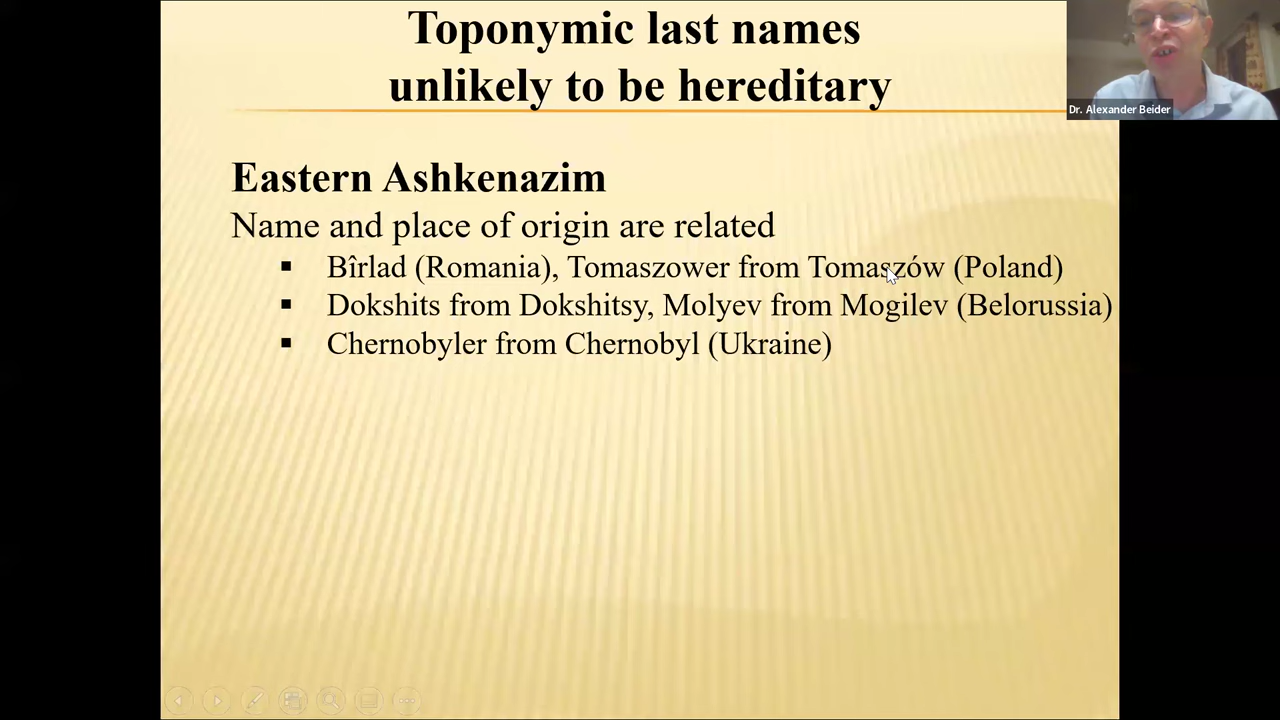 Toponymic last names
unlikely to be hereditary
Dr. Alexander Beider
Eastern Ashkenazim
Name and place of origin are related
▪ Bîrlad (Romania), Tomaszower from Tomaszów (Poland)
▪ Dokshits from Dokshitsy, Molyev from Mogilev (Belorussia)
▪ Chernobyler from Chernobyl (Ukraine)